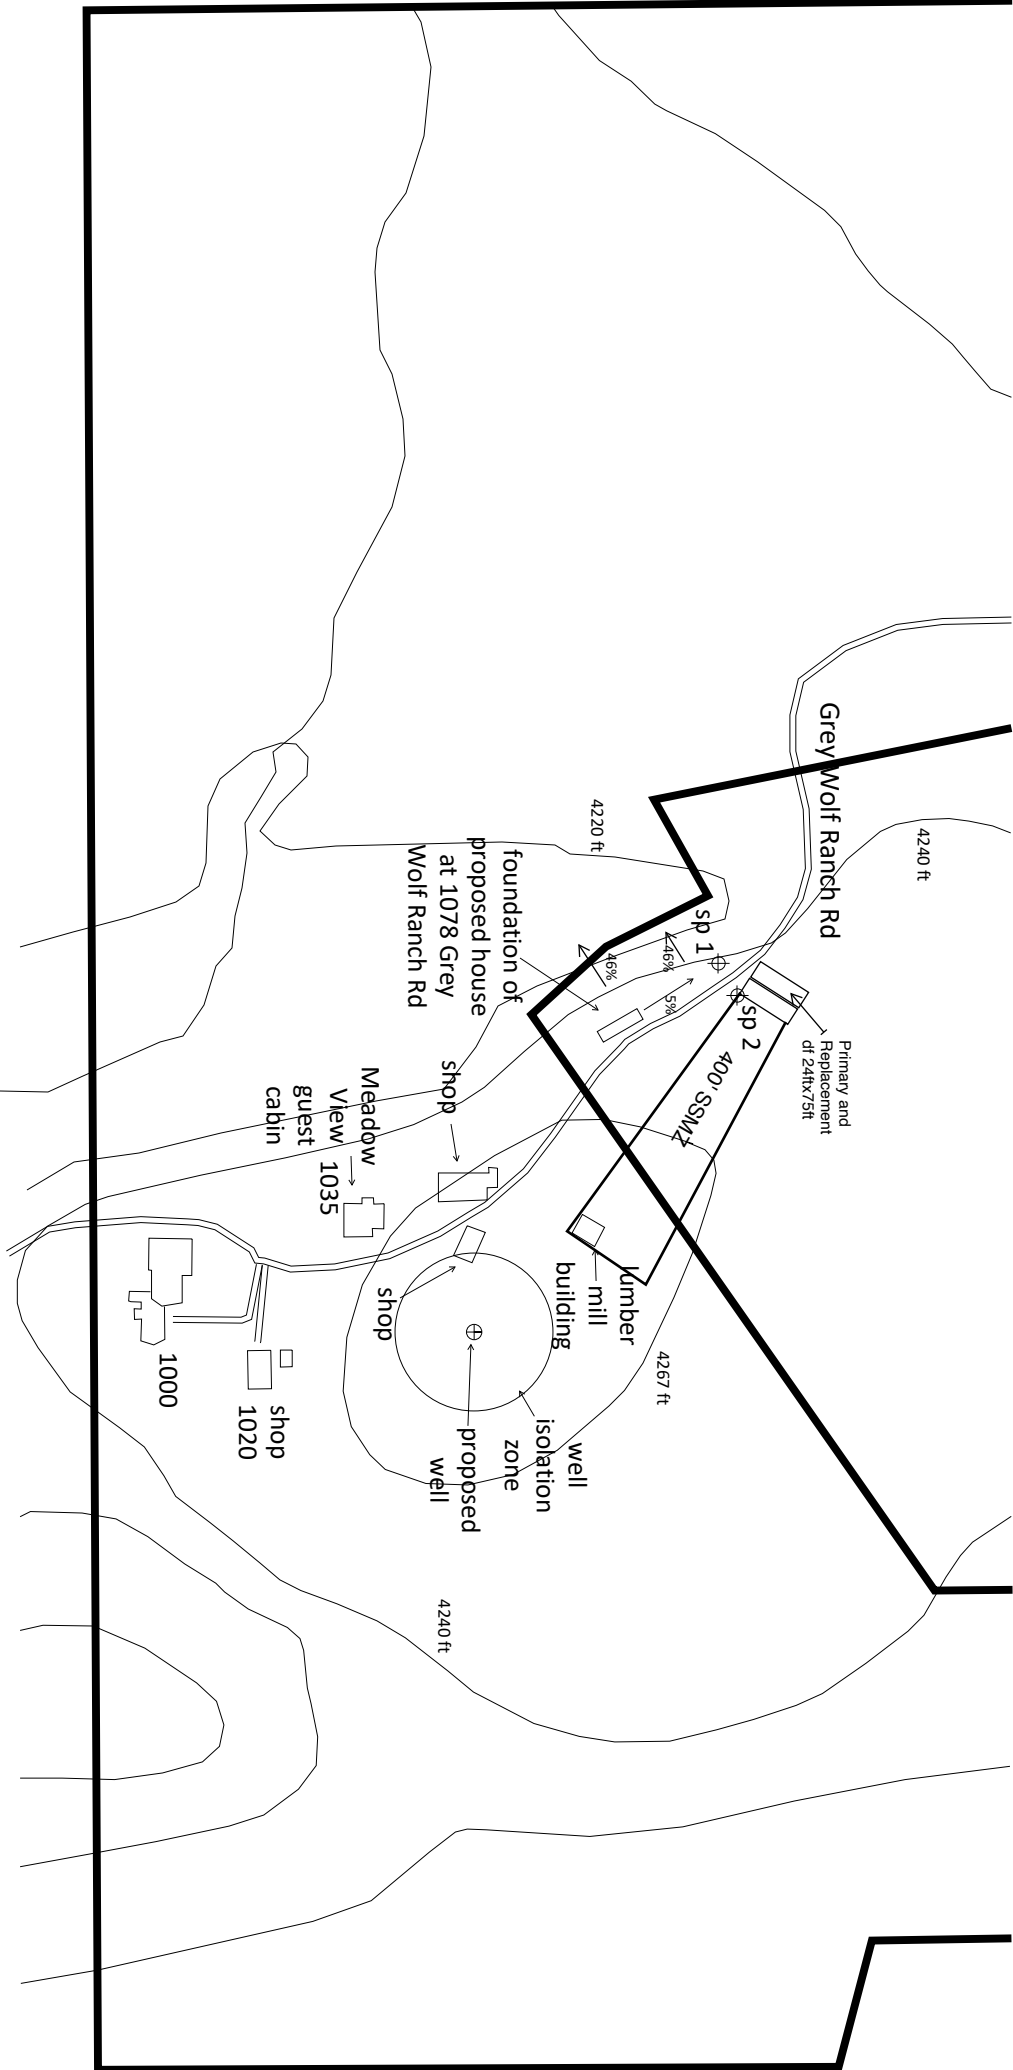 Grey Wolf Ranch Rd
4240 ft
4220 ft
foundation of
proposed house
at 1078 Grey
Wolf Ranch Rd
sp 1
46%
46%
5%
sp 2
Primary and
Replacement
df 24ftx75ft
400' SSMZ
shop
Meadow
View
guest
cabin
1035
lumber
mill
building
shop
4267 ft
well
isolation
zone
proposed
well
1000
shop
1020
4240 ft